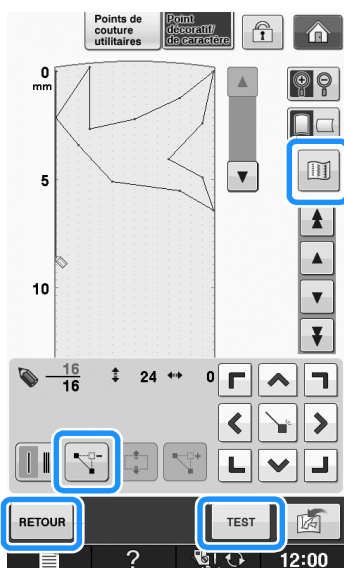 Points de
couture
utilitaires
Point
décoratif/
de caractère
0
mm
5
10
16
16
24
0
RETOUR
TEST
?
12:00